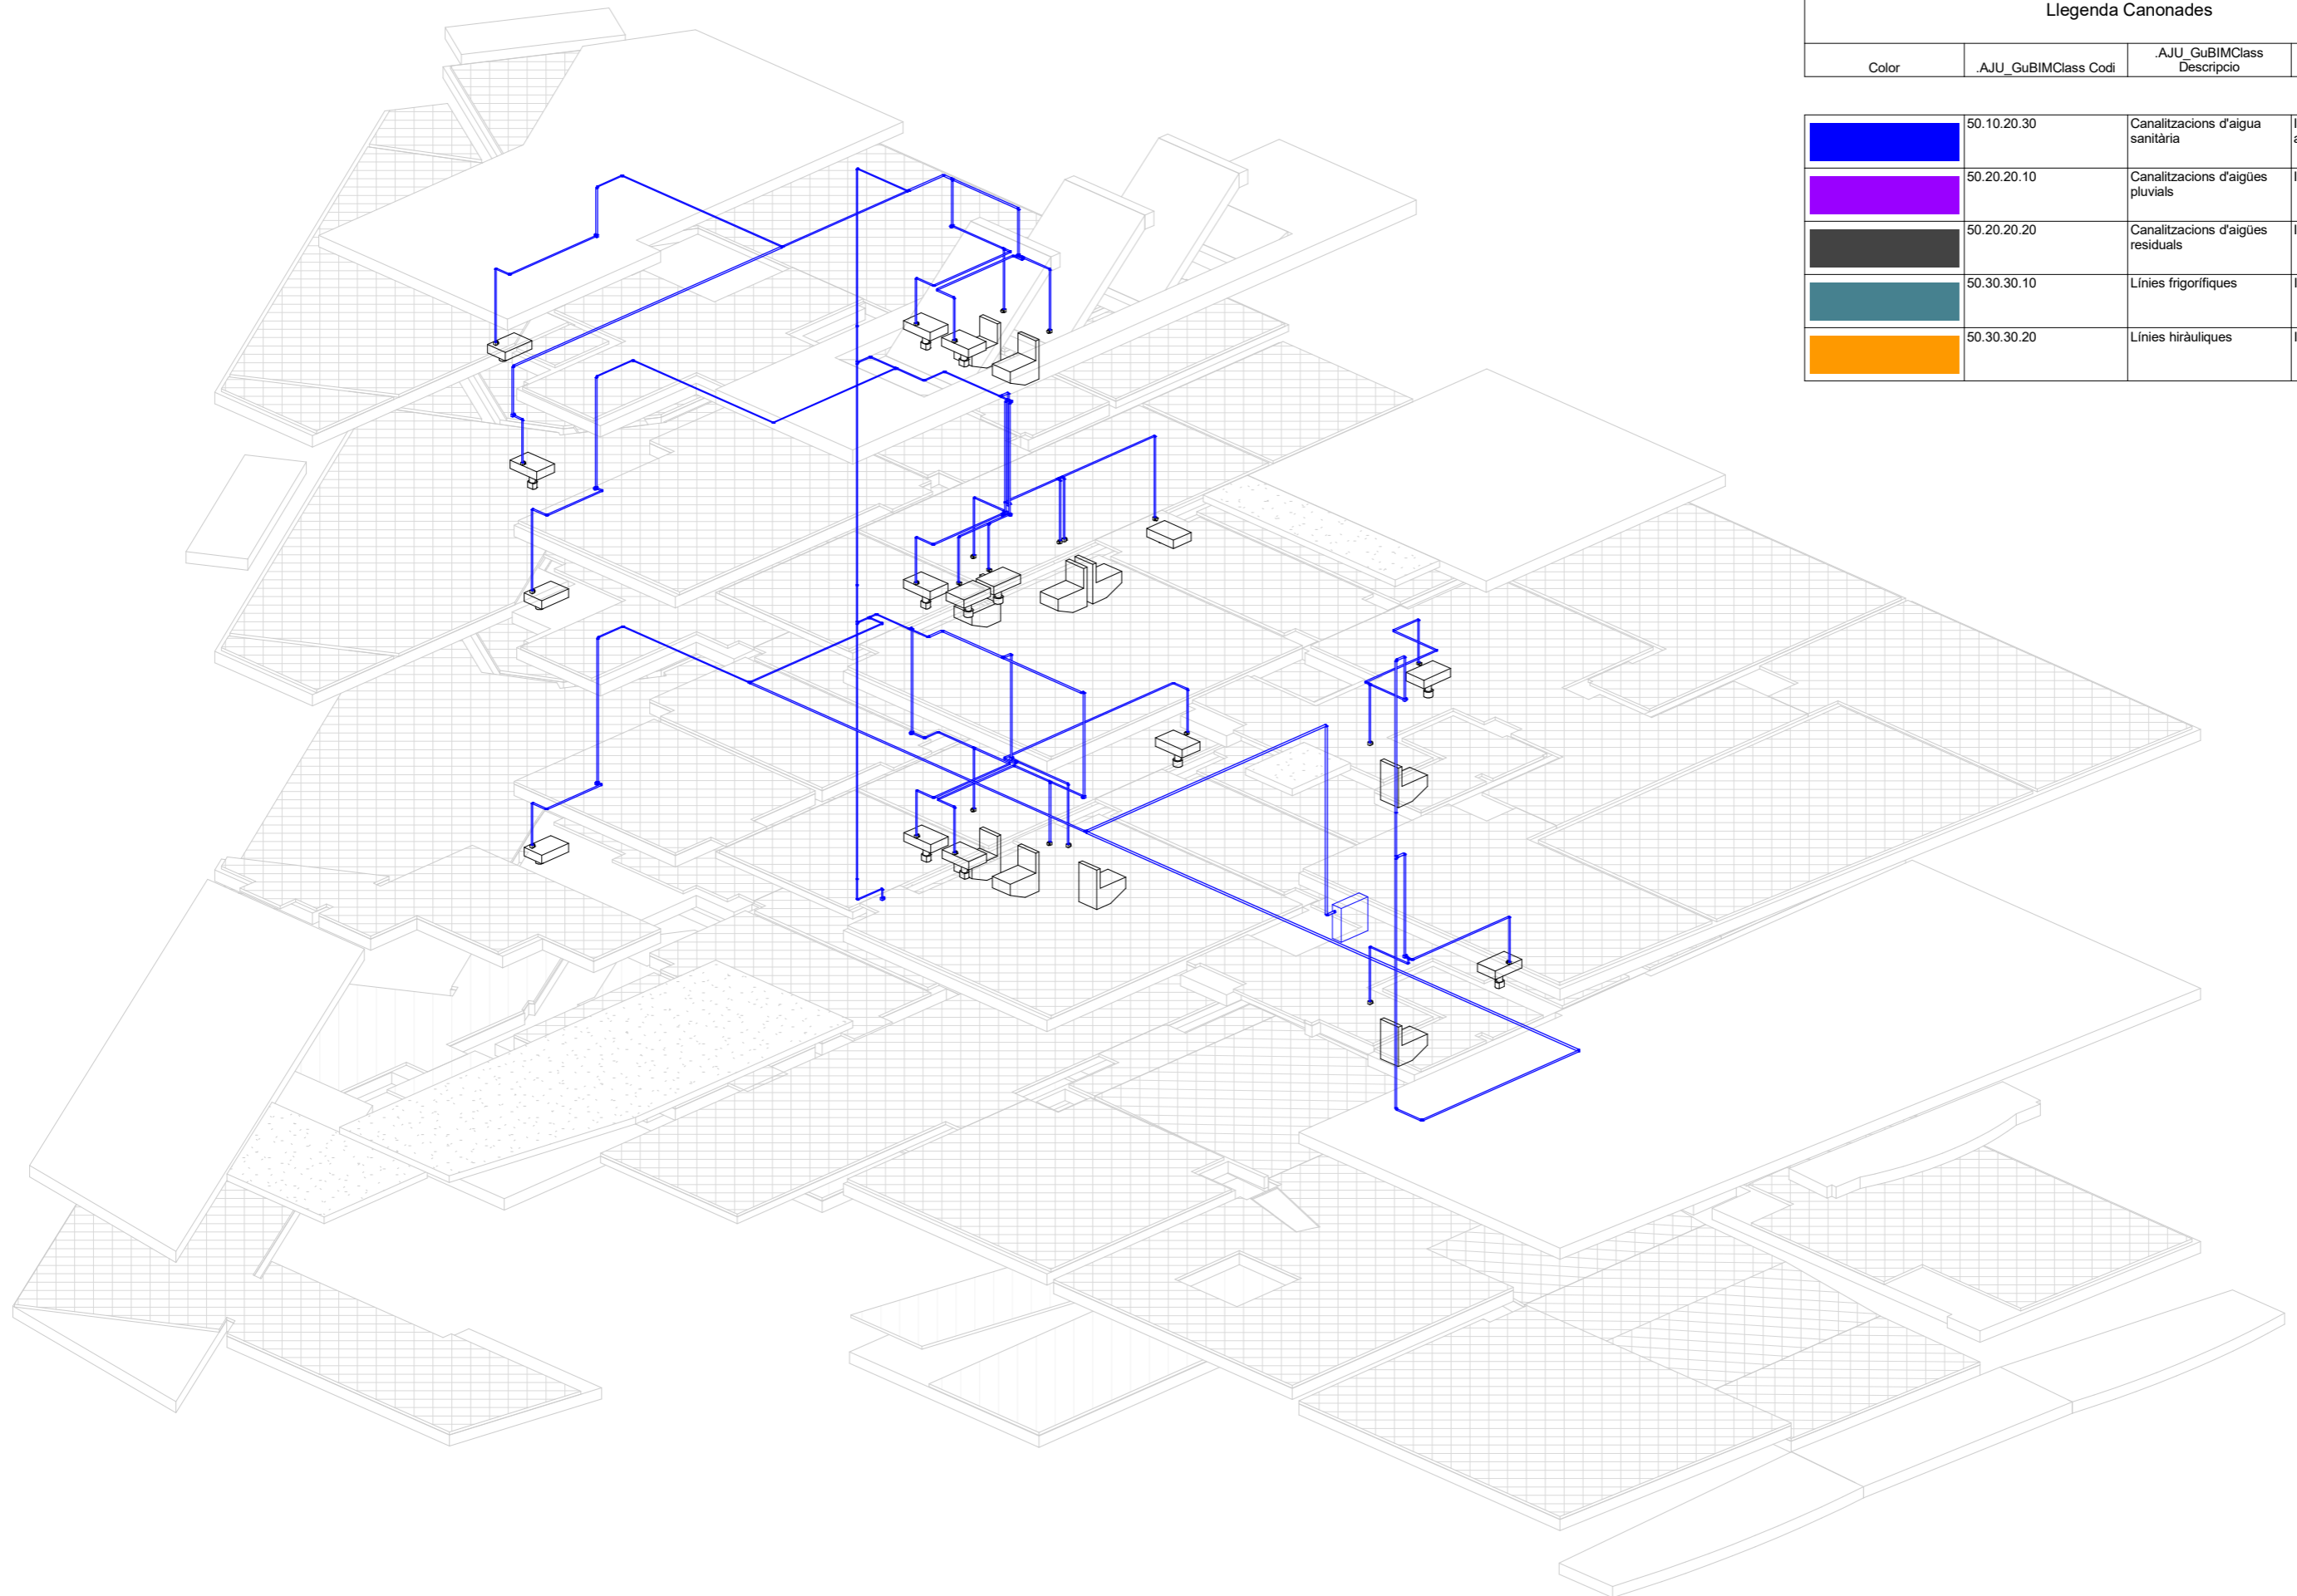 Llegenda Canonades
Color
.AJU_GuBIMClass Codi
.AJU_GuBIMClass
Descripcio
50.10.20.30
Canalitzacions d'aigua
sanitària
50.20.20.10
Canalitzacions d'aigües
pluvials
50.20.20.20
Canalitzacions d'aigües
residuals
50.30.30.10
Línies frigorífiques
50.30.30.20
Línies hiràuliques